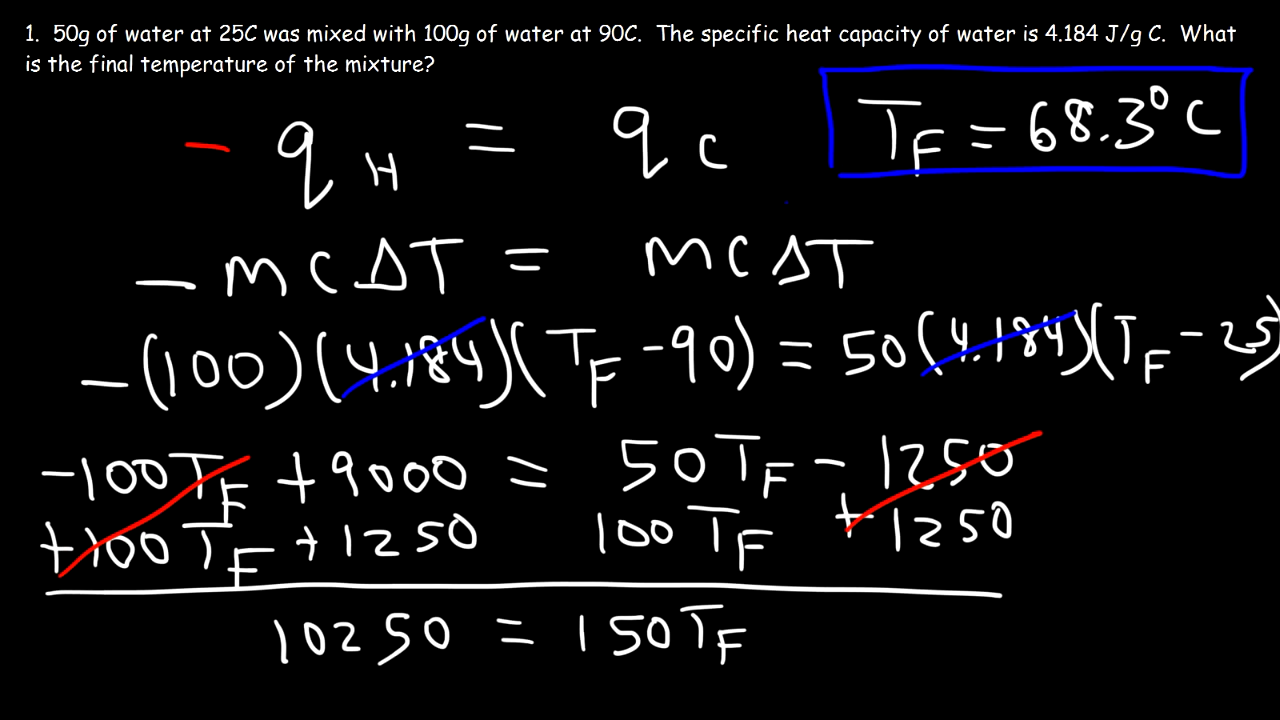 1. 50g of water at 25C was mixed with 100g of water at 90C. The specific heat capacity of water is 4.184 J/g C. What
is the final temperature of the mixture?
T_F = 68.3° C
- q_H = q_C
- mCΔT = mCΔT
-(100)(4.184)(T_F - 90) = 50(4.184)(T_F - 25)
-100T_F + 9000 = 50T_F - 1250
+100T_F + 1250 100T_F + 1250
10250 = 150T_F